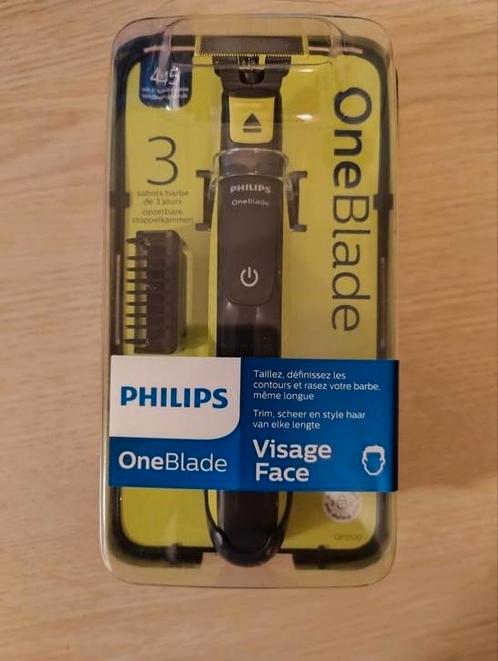 3
sabots barbe
de 3 jours
opzetbare
stoppelkammen
PHILIPS
OneBlade
OneBlade
PHILIPS
OneBlade
Taillez, définissez les
contours et rasez votre barbe,
même longue
Trim, scheer en style haar
van elke lengte
Visage
Face